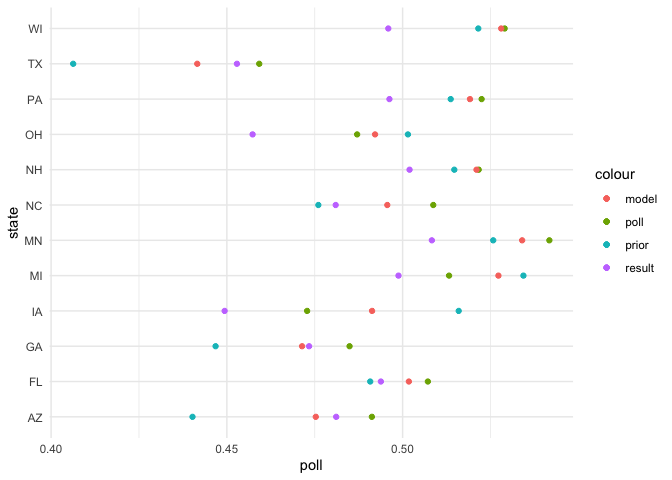 WI
TX
PA
OH
NH
NC
MN
MI
IA
GA
FL
AZ
state
0.40
0.45
0.50
poll
colour
model
poll
prior
result